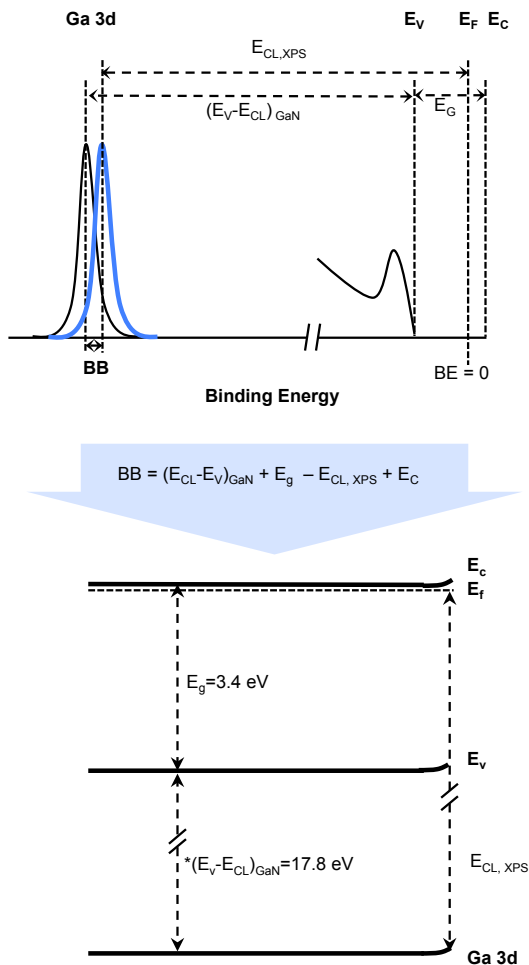 Ga 3d E_V E_F E_C
E_CL,XPS
(E_V-E_CL)_GaN E_G
BB
BE = 0
Binding Energy
BB = (E_CL-E_V)_GaN + E_g – E_CL, XPS + E_C
E_c
E_f
E_g=3.4 eV
E_v
*(E_v-E_CL)_GaN=17.8 eV
E_CL, XPS
Ga 3d